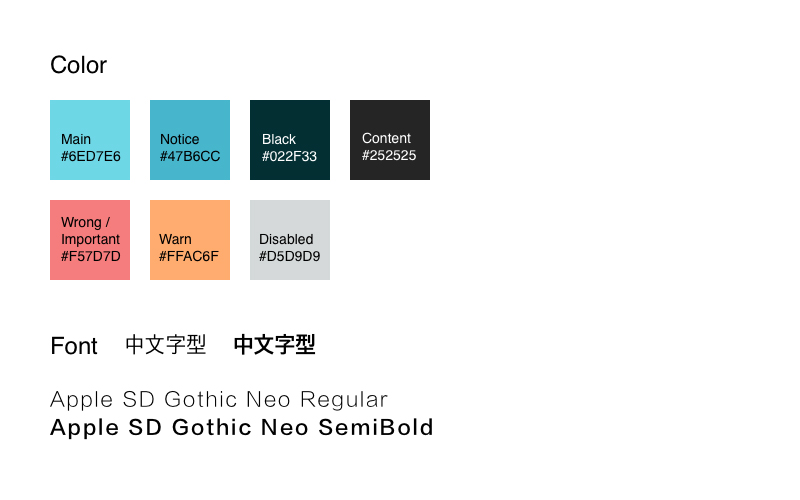 Color
Main
#6ED7E6
Notice
#47B6CC
Black
#022F33
Content
#252525
Wrong /
Important
#F57D7D
Warn
#FFAC6F
Disabled
#D5D9D9
Font 中文字型 中文字型
Apple SD Gothic Neo Regular
Apple SD Gothic Neo SemiBold